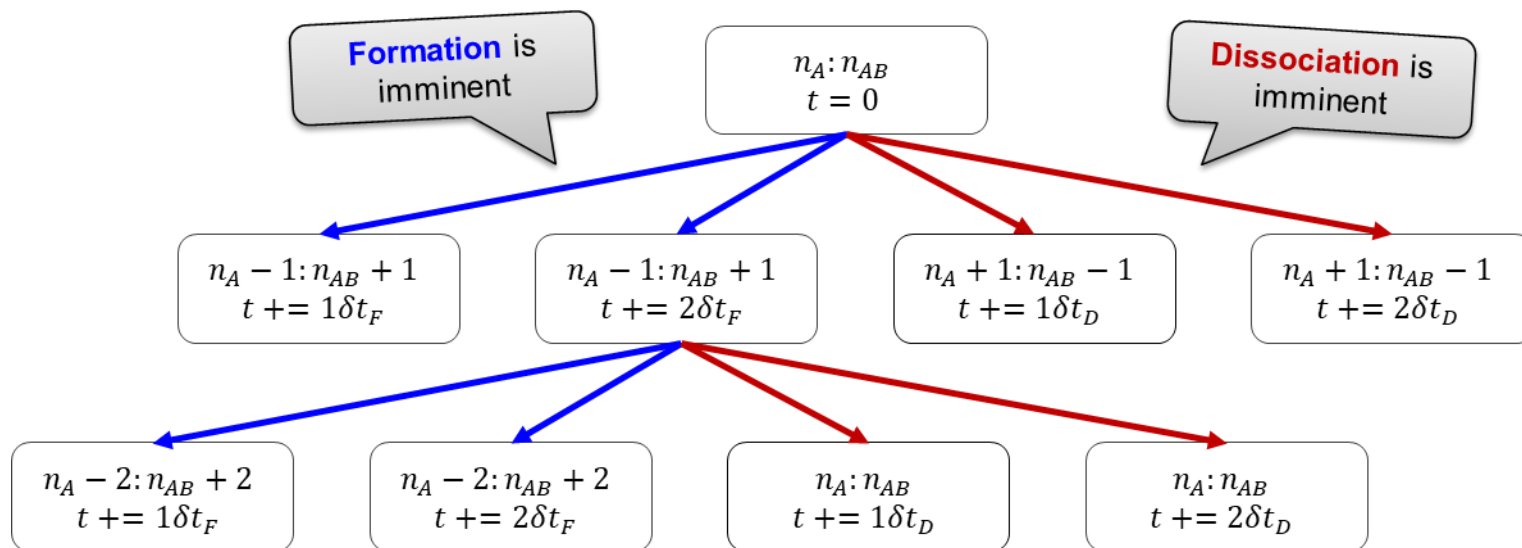 Formation is
imminent
n_A: n_AB
t = 0
Dissociation is
imminent
n_A − 1: n_AB + 1
t += 1δt_F
n_A − 1: n_AB + 1
t += 2δt_F
n_A + 1: n_AB − 1
t += 1δt_D
n_A + 1: n_AB − 1
t += 2δt_D
n_A − 2: n_AB + 2
t += 1δt_F
n_A − 2: n_AB + 2
t += 2δt_F
n_A: n_AB
t += 1δt_D
n_A: n_AB
t += 2δt_D